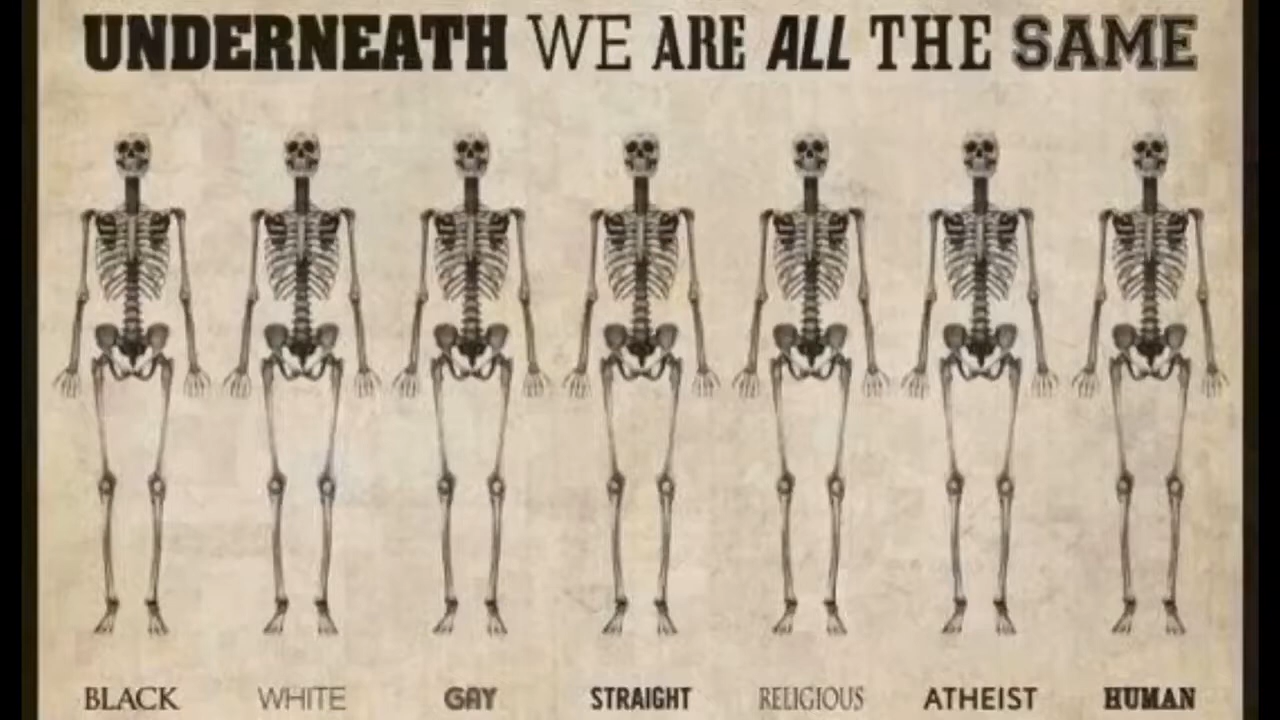 UNDERNEATH WE ARE ALL THE SAME
BLACK WHITE GAY STRAIGHT RELIGIOUS ATHEIST HUMAN